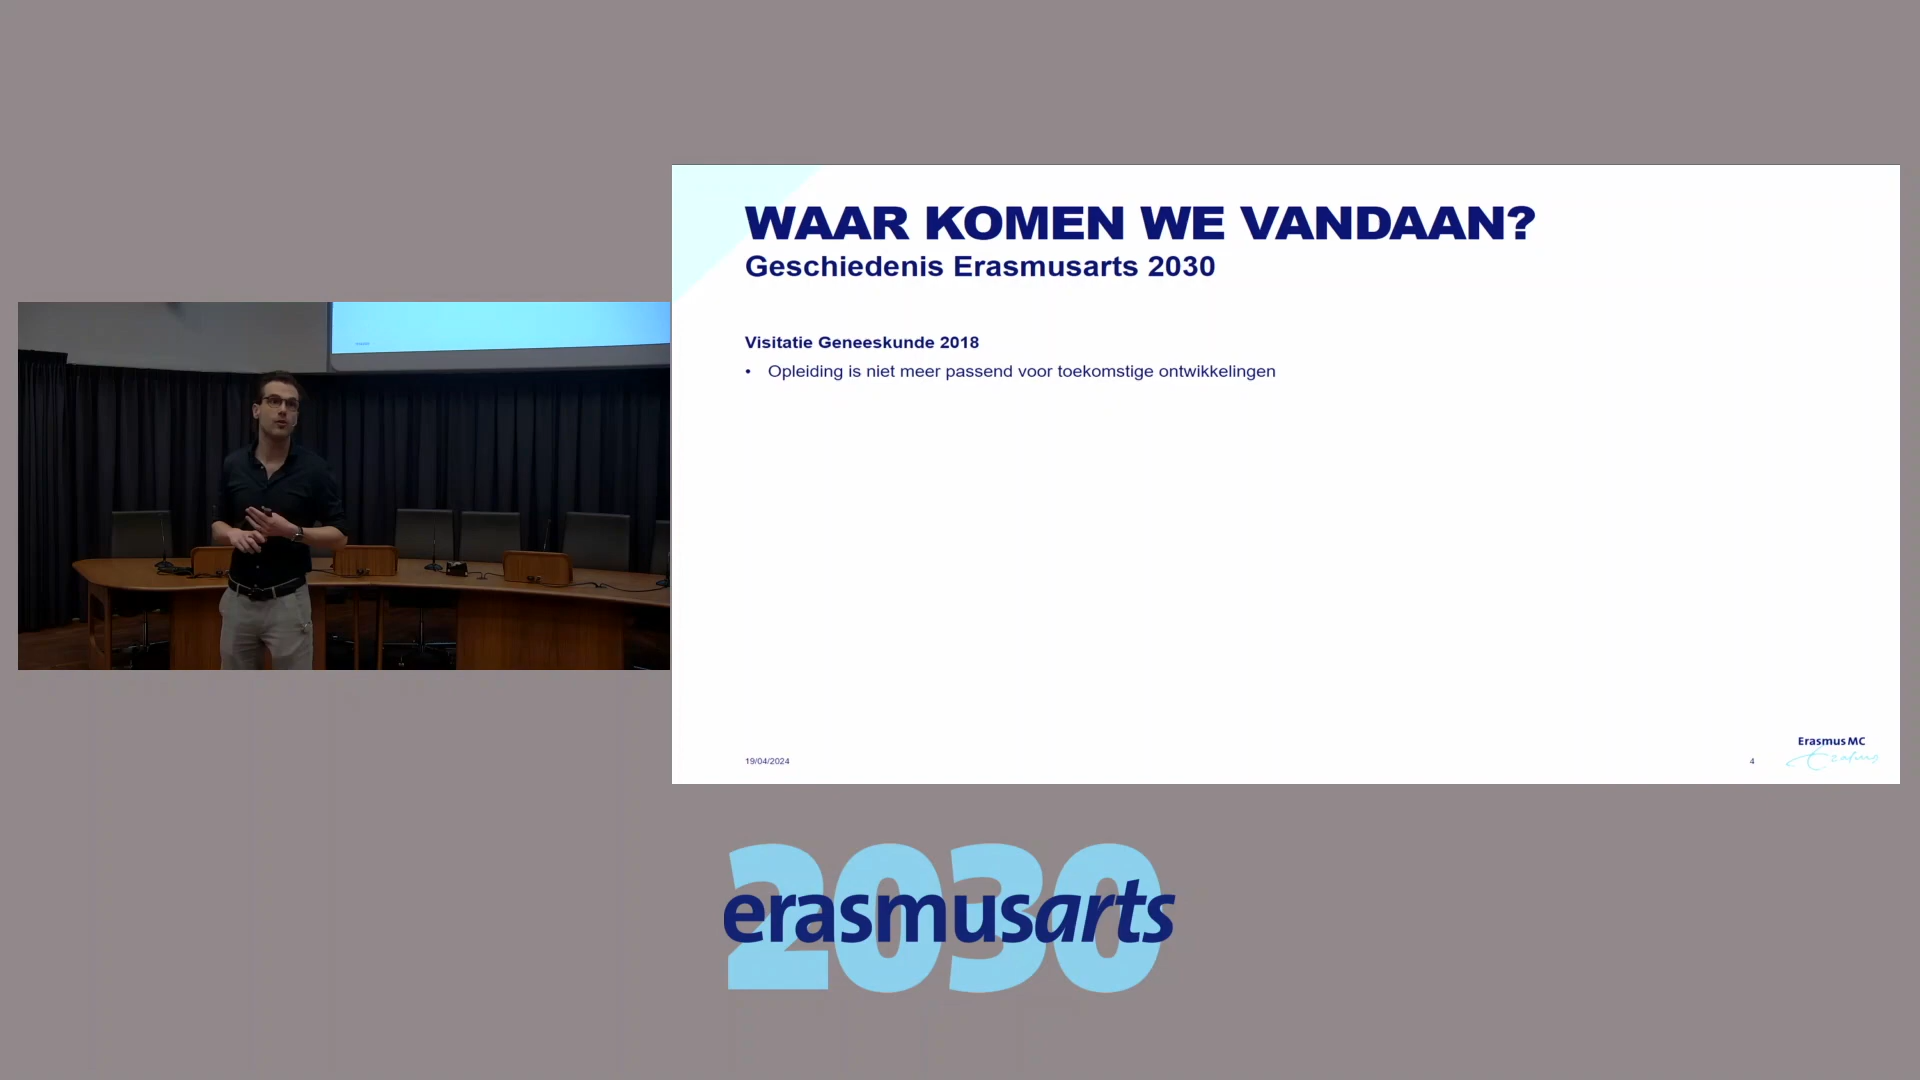 WAAR KOMEN WE VANDAAN?
Geschiedenis Erasmusarts 2030
Visitatie Geneeskunde 2018
• Opleiding is niet meer passend voor toekomstige ontwikkelingen
19/04/2024
4
Erasmus MC
Erasmus
2030
erasmusarts